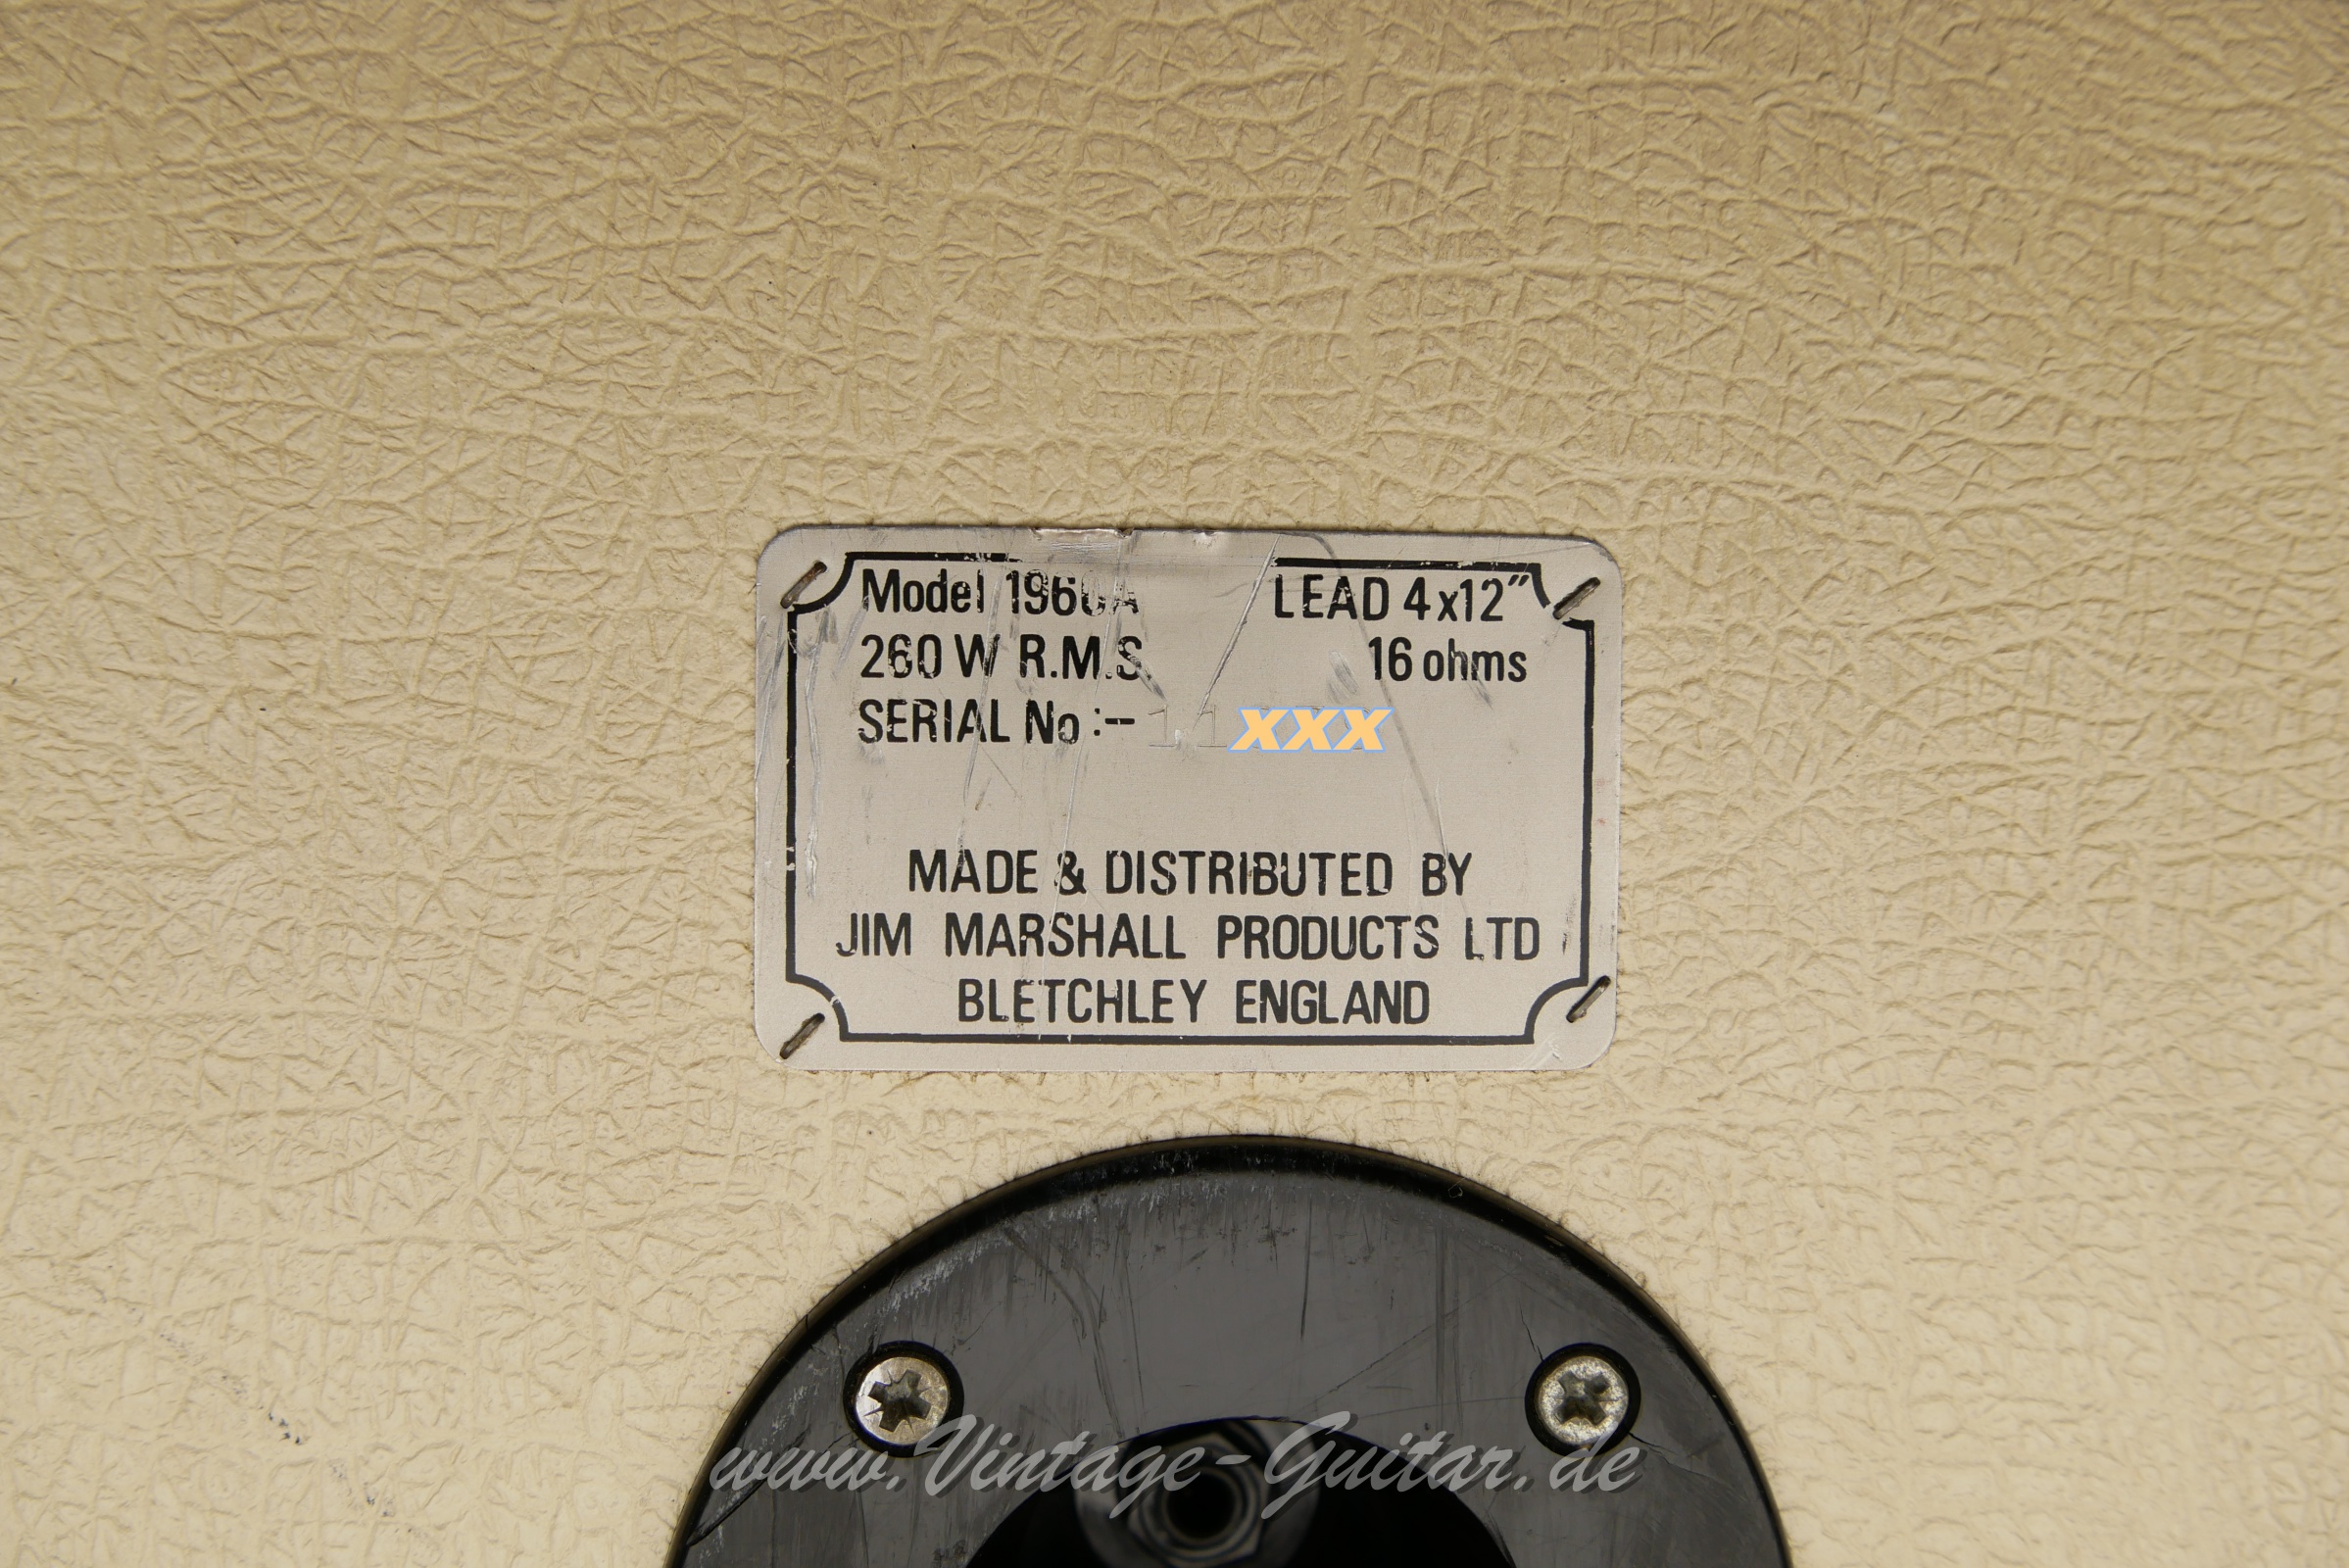 Model 1960A LEAD 4x12"
260 W R.M.S. 16 ohms
SERIAL No :- 11xxx
MADE & DISTRIBUTED BY
JIM MARSHALL PRODUCTS LTD
BLETCHLEY ENGLAND
www.Vintage-Guitar.de